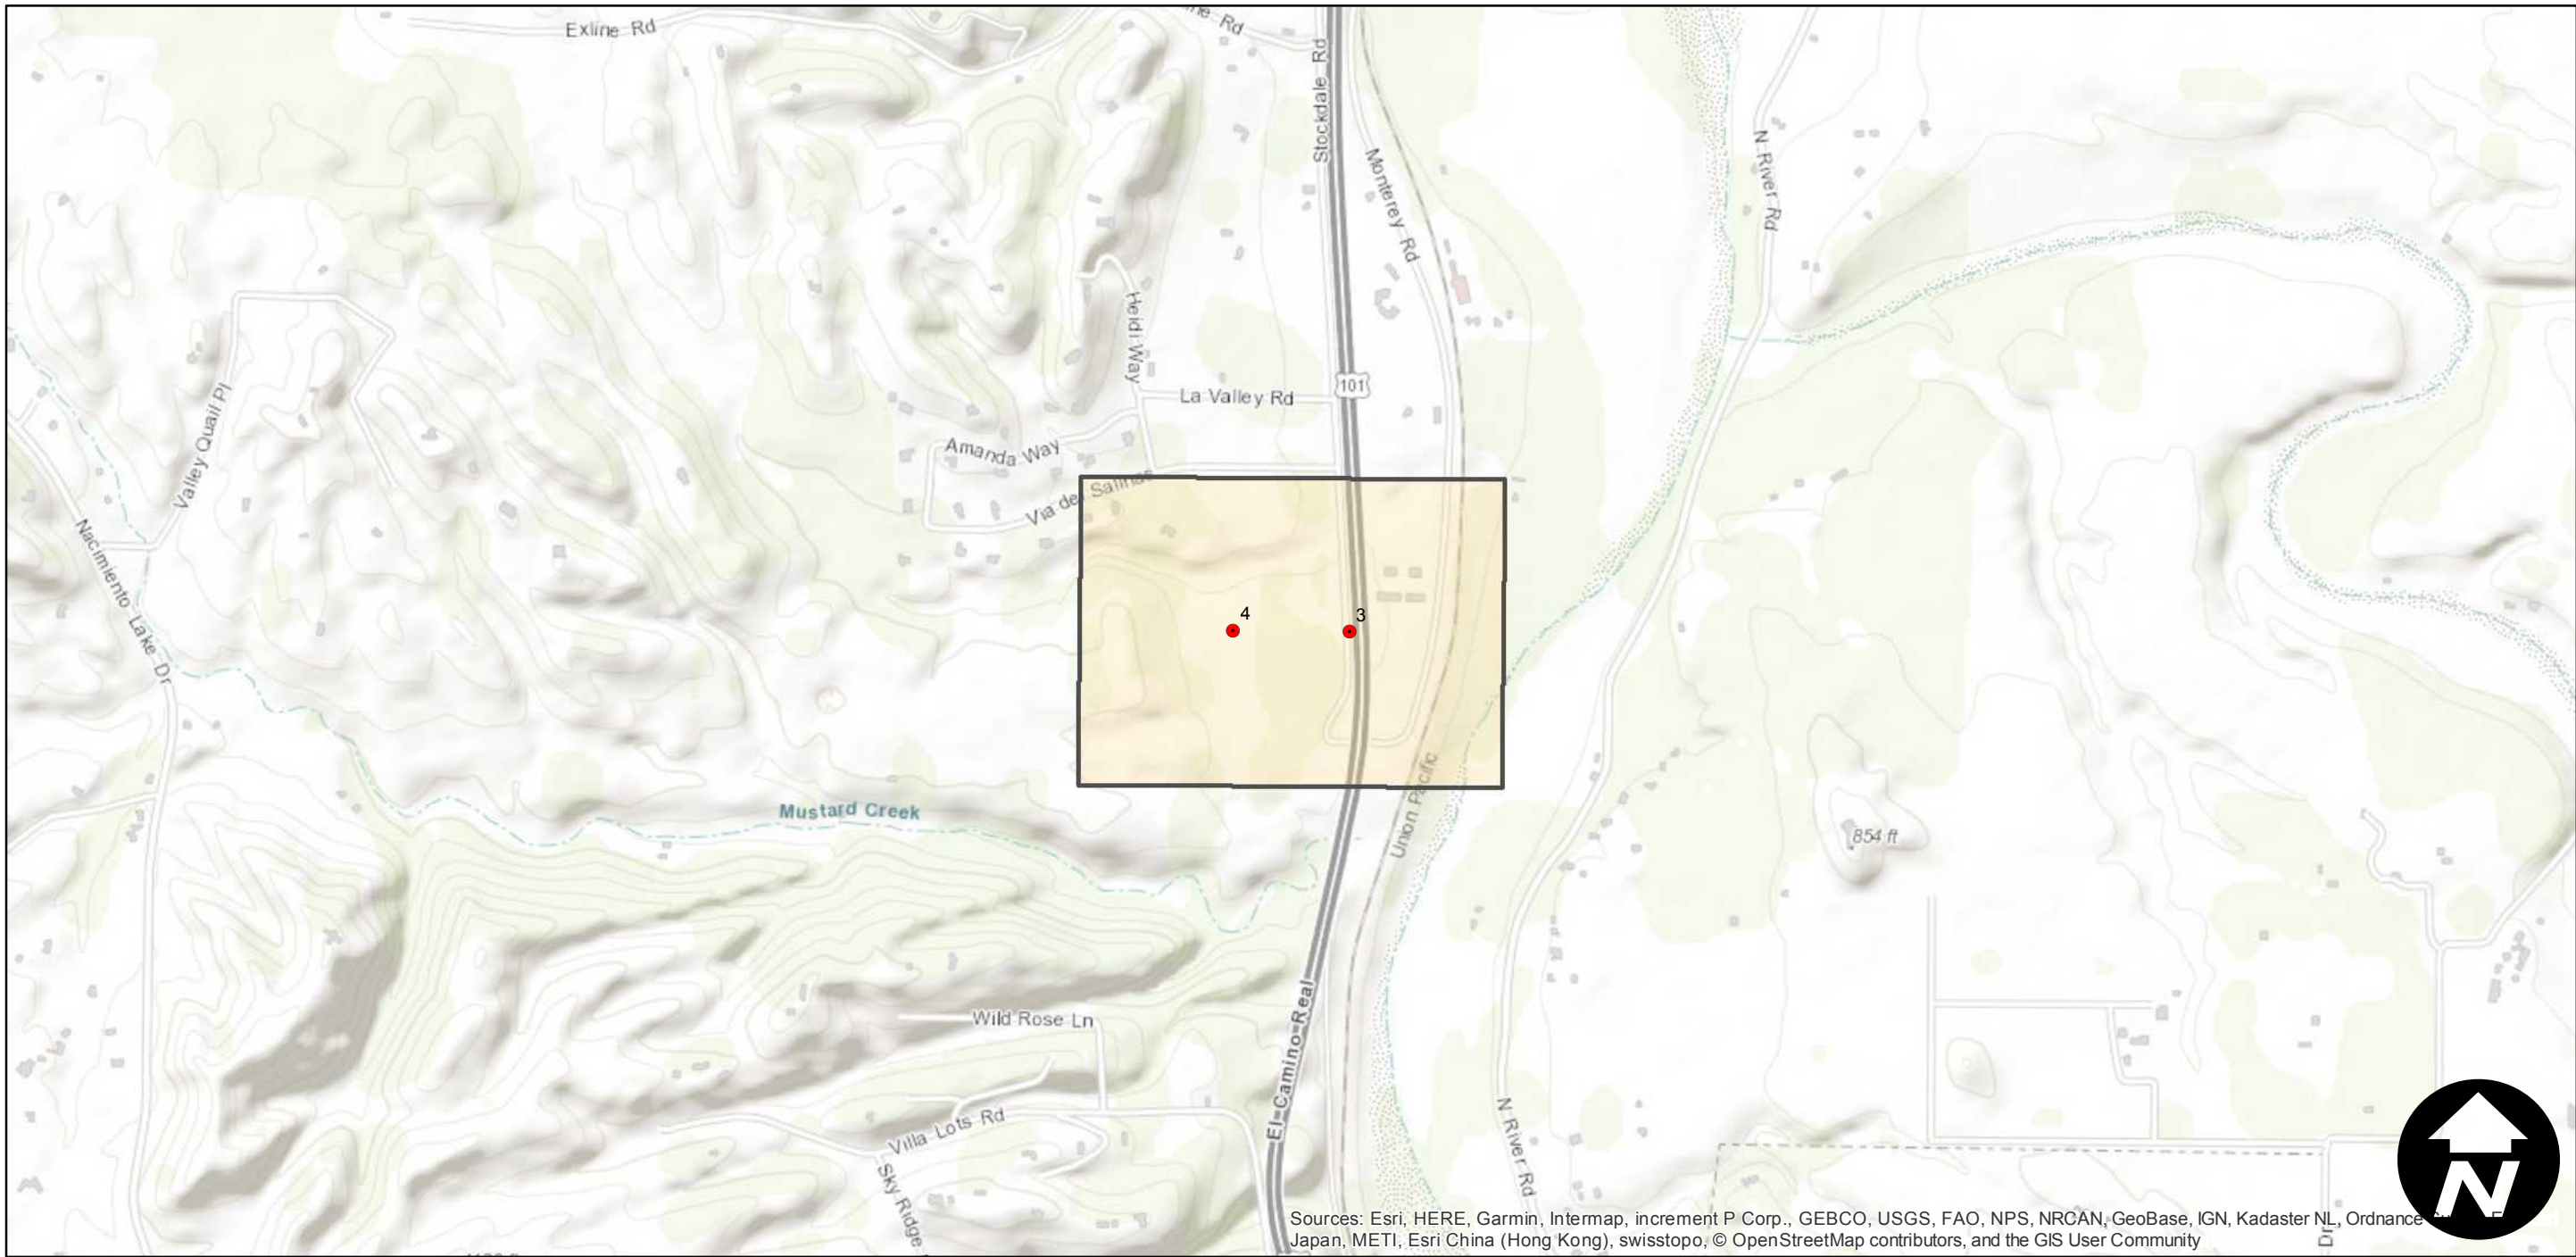 Exline Rd
ne Rd
Stockdale Rd
Monterey Rd
N River Rd
Heidi Way
101
La Valley Rd
Valley Quail Pl
Amanda Way
Via del Salinas
Nacimiento Lake Dr
4
3
Mustard Creek
Union Pacific
854 ft
El Camino Real
Wild Rose Ln
Villa Lots Rd
Sky Ridge
N River Rd
Dr
N
Sources: Esri, HERE, Garmin, Intermap, increment P Corp., GEBCO, USGS, FAO, NPS, NRCAN, GeoBase, IGN, Kadaster NL, Ordnance
Japan, METI, Esri China (Hong Kong), swisstopo, © OpenStreetMap contributors, and the GIS User Community